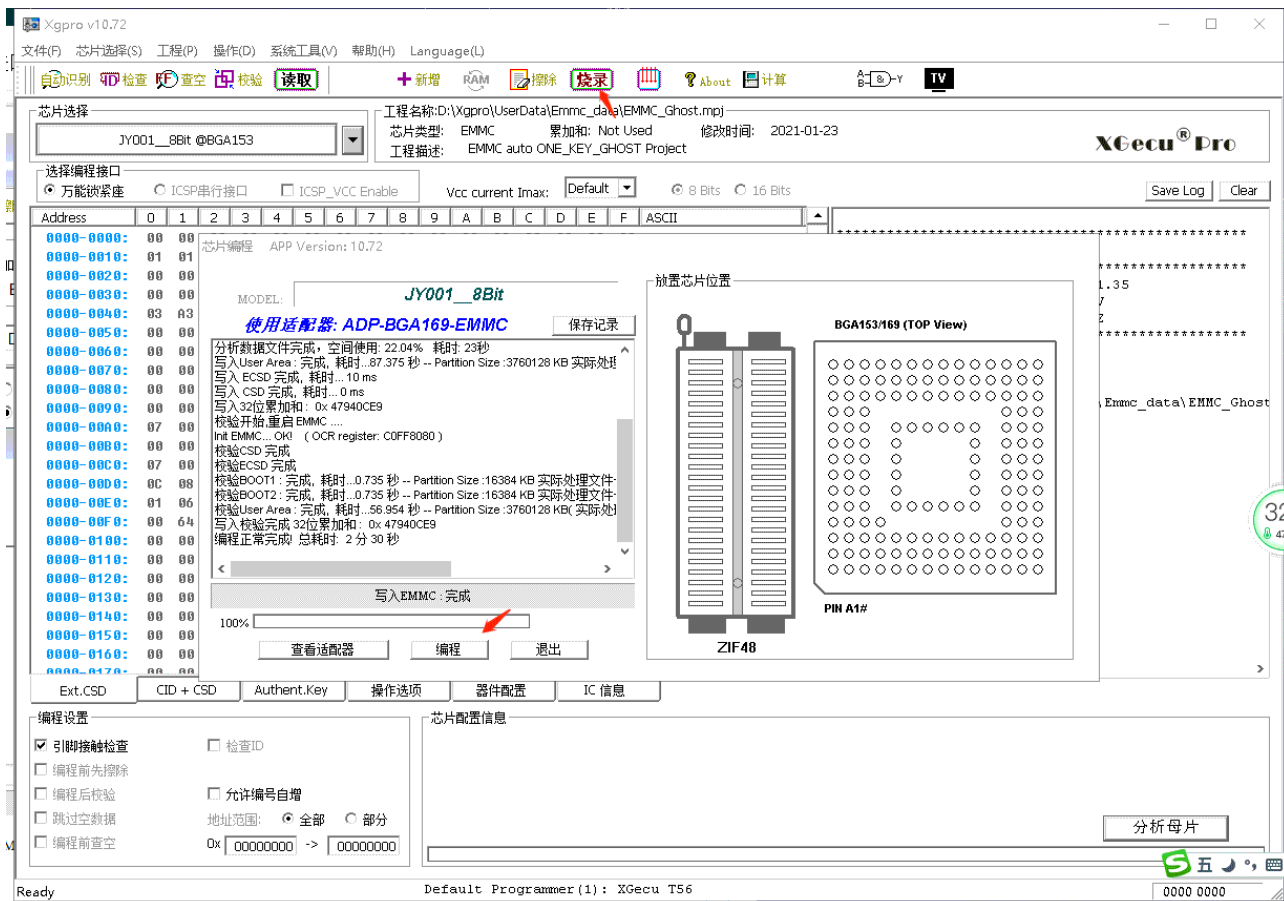 Xgpro v10.72
文件(F) 芯片选择(S) 工程(P) 操作(D) 系统工具(V) 帮助(H) Language(L)
自动识别 检查 查空 校验 读取 新增 RAM 擦除 烧录 About 计算 TV
芯片选择
JY001__8Bit @BGA153
工程名称:D:\Xgpro\UserData\Emmc_data\EMMC_Ghost.mpj
芯片类型: EMMC 累加和: Not Used 修改时间: 2021-01-23
工程描述: EMMC auto ONE_KEY_GHOST Project
XGecu® Pro
选择编程接口
万能锁紧座 ICSP串行接口 ICSP_VCC Enable Vcc current Imax: Default 8 Bits 16 Bits Save Log Clear
Address 0 1 2 3 4 5 6 7 8 9 A B C D E F ASCII
0000-0000: 00 00
0000-0010: 01 01
0000-0020: 00 00
0000-0030: 00 00
0000-0040: 03 A3
0000-0050: 00 00
0000-0060: 00 00
0000-0070: 00 00
0000-0080: 00 00
0000-0090: 00 00
0000-00A0: 07 00
0000-00B0: 00 00
0000-00C0: 07 00
0000-00D0: 0C 08
0000-00E0: 01 06
0000-00F0: 00 64
0000-0100: 00 00
0000-0110: 00 00
0000-0120: 00 00
0000-0130: 00 00
0000-0140: 00 00
0000-0150: 00 00
0000-0160: 00 00
0000-0170: 00 00
1.35
,Emmc_data\EMMC_Ghost
芯片编程 APP Version: 10.72
MODEL: JY001__8Bit
使用适配器: ADP-BGA169-EMMC 保存记录
分析数据文件完成，空间使用: 22.04% 耗时: 23秒
写入User Area : 完成, 耗时...87.375 秒 -- Partition Size :3760128 KB 实际处理
写入 ECSD 完成, 耗时... 10 ms
写入 CSD 完成, 耗时... 0 ms
写入32位累加和: 0x 47940CE9
校验开始,重启 EMMC ....
Init EMMC... OK! ( OCR register: C0FF8080 )
校验CSD 完成
校验ECSD 完成
校验BOOT1 : 完成, 耗时...0.735 秒 -- Partition Size :16384 KB 实际处理文件
校验BOOT2 : 完成, 耗时...0.735 秒 -- Partition Size :16384 KB 实际处理文件
校验User Area : 完成, 耗时...56.954 秒 -- Partition Size :3760128 KB( 实际处
写入校验完成 32位累加和: 0x 47940CE9
编程正常完成! 总耗时: 2 分 30 秒
写入EMMC : 完成
100%
查看适配器 编程 退出
放置芯片位置
BGA153/169 (TOP View)
PIN A1#
ZIF48
Ext.CSD CID + CSD Authent.Key 操作选项 器件配置 IC 信息
编程设置
引脚接触检查 检查ID
编程前先擦除
编程后校验 允许编号自增
跳过空数据 地址范围: 全部 部分
编程前查空 0x 00000000 -> 00000000
芯片配置信息
分析母片
五
Ready Default Programmer(1): XGecu T56 0000 0000